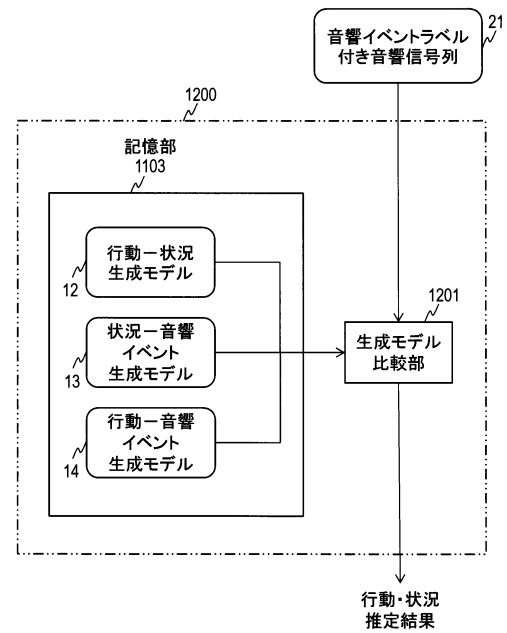 音響イベントラベル
付き音響信号列
21
1200
記憶部
1103
行動－状況
生成モデル
12
1201
状況－音響
イベント
生成モデル
13
生成モデル
比較部
行動－音響
イベント
生成モデル
14
行動・状況
推定結果